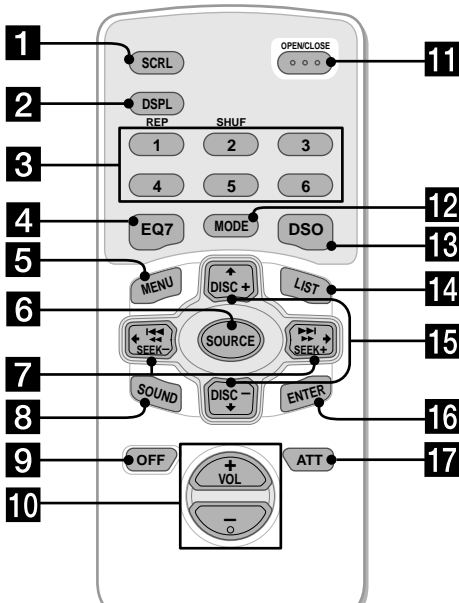 1
SCRL
OPEN/CLOSE
11
2
DSPL
REP
SHUF
3
1
2
3
4
5
6
4
EQ7
MODE
12
DSO
13
5
MENU
DISC +
LIST
14
6
SOURCE
15
SEEK–
SEEK+
7
8
SOUND
DISC –
ENTER
16
9
OFF
ATT
17
10
+
VOL
–